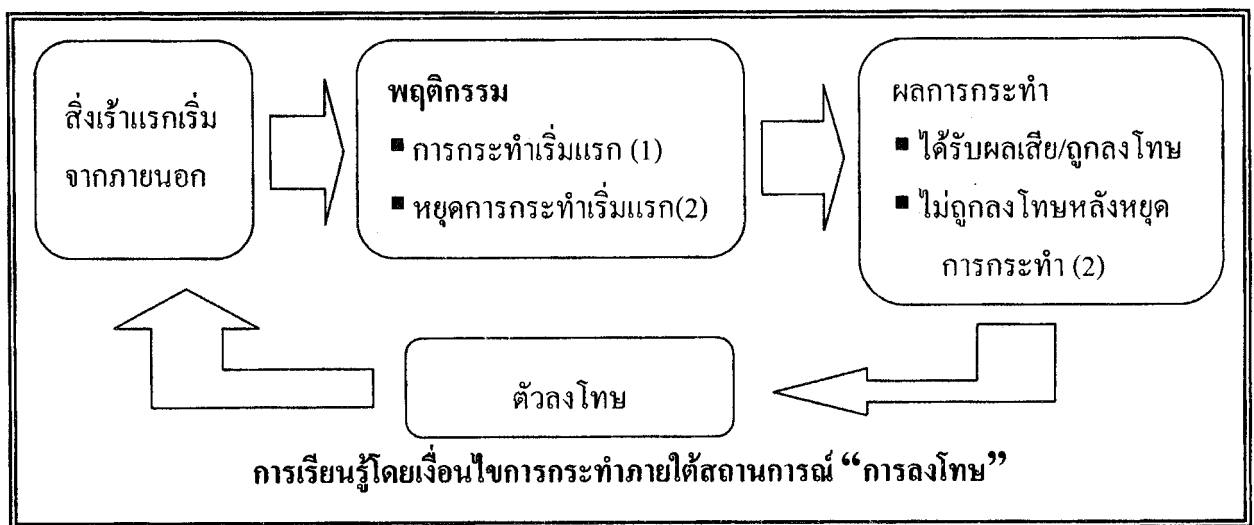 สิ่งเร้าแรกเริ่ม
จากภายนอก
พฤติกรรม
▪ การกระทำเริ่มแรก (1)
▪ หยุดการกระทำเริ่มแรก(2)
ผลการกระทำ
▪ ได้รับผลเสีย/ถูกลงโทษ
▪ ไม่ถูกลงโทษหลังหยุด
การกระทำ (2)
ตัวลงโทษ
การเรียนรู้โดยเงื่อนไขการกระทำภายใต้สถานการณ์ “การลงโทษ”